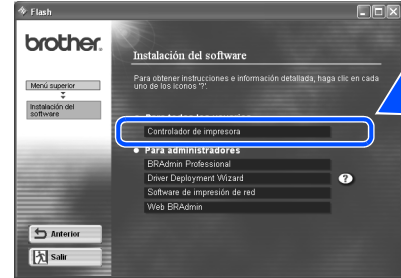 Flash
brother.
Instalación del software
Para obtener instrucciones e información detallada, haga clic en cada
uno de los iconos '?'.
Menú superior
Instalación del
software
Controlador de impresora
Para administradores
BRAdmin Professional
Driver Deployment Wizard
?
Software de impresión de red
Web BRAdmin
Anterior
Salir